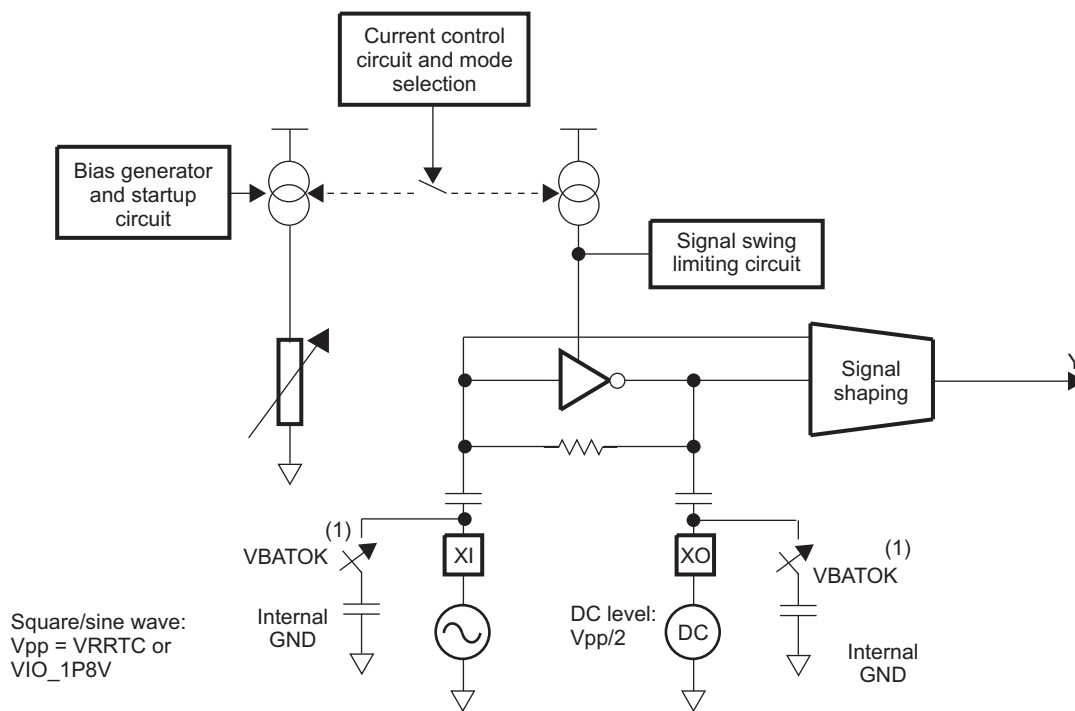 Current control
circuit and mode
selection
Bias generator
and startup
circuit
Signal swing
limiting circuit
Signal
shaping
Y
(1)
VBATOK
XI
XO
(1)
VBATOK
Square/sine wave:
Vpp = VRRTC or
VIO_1P8V
Internal
GND
DC level:
Vpp/2
DC
Internal
GND